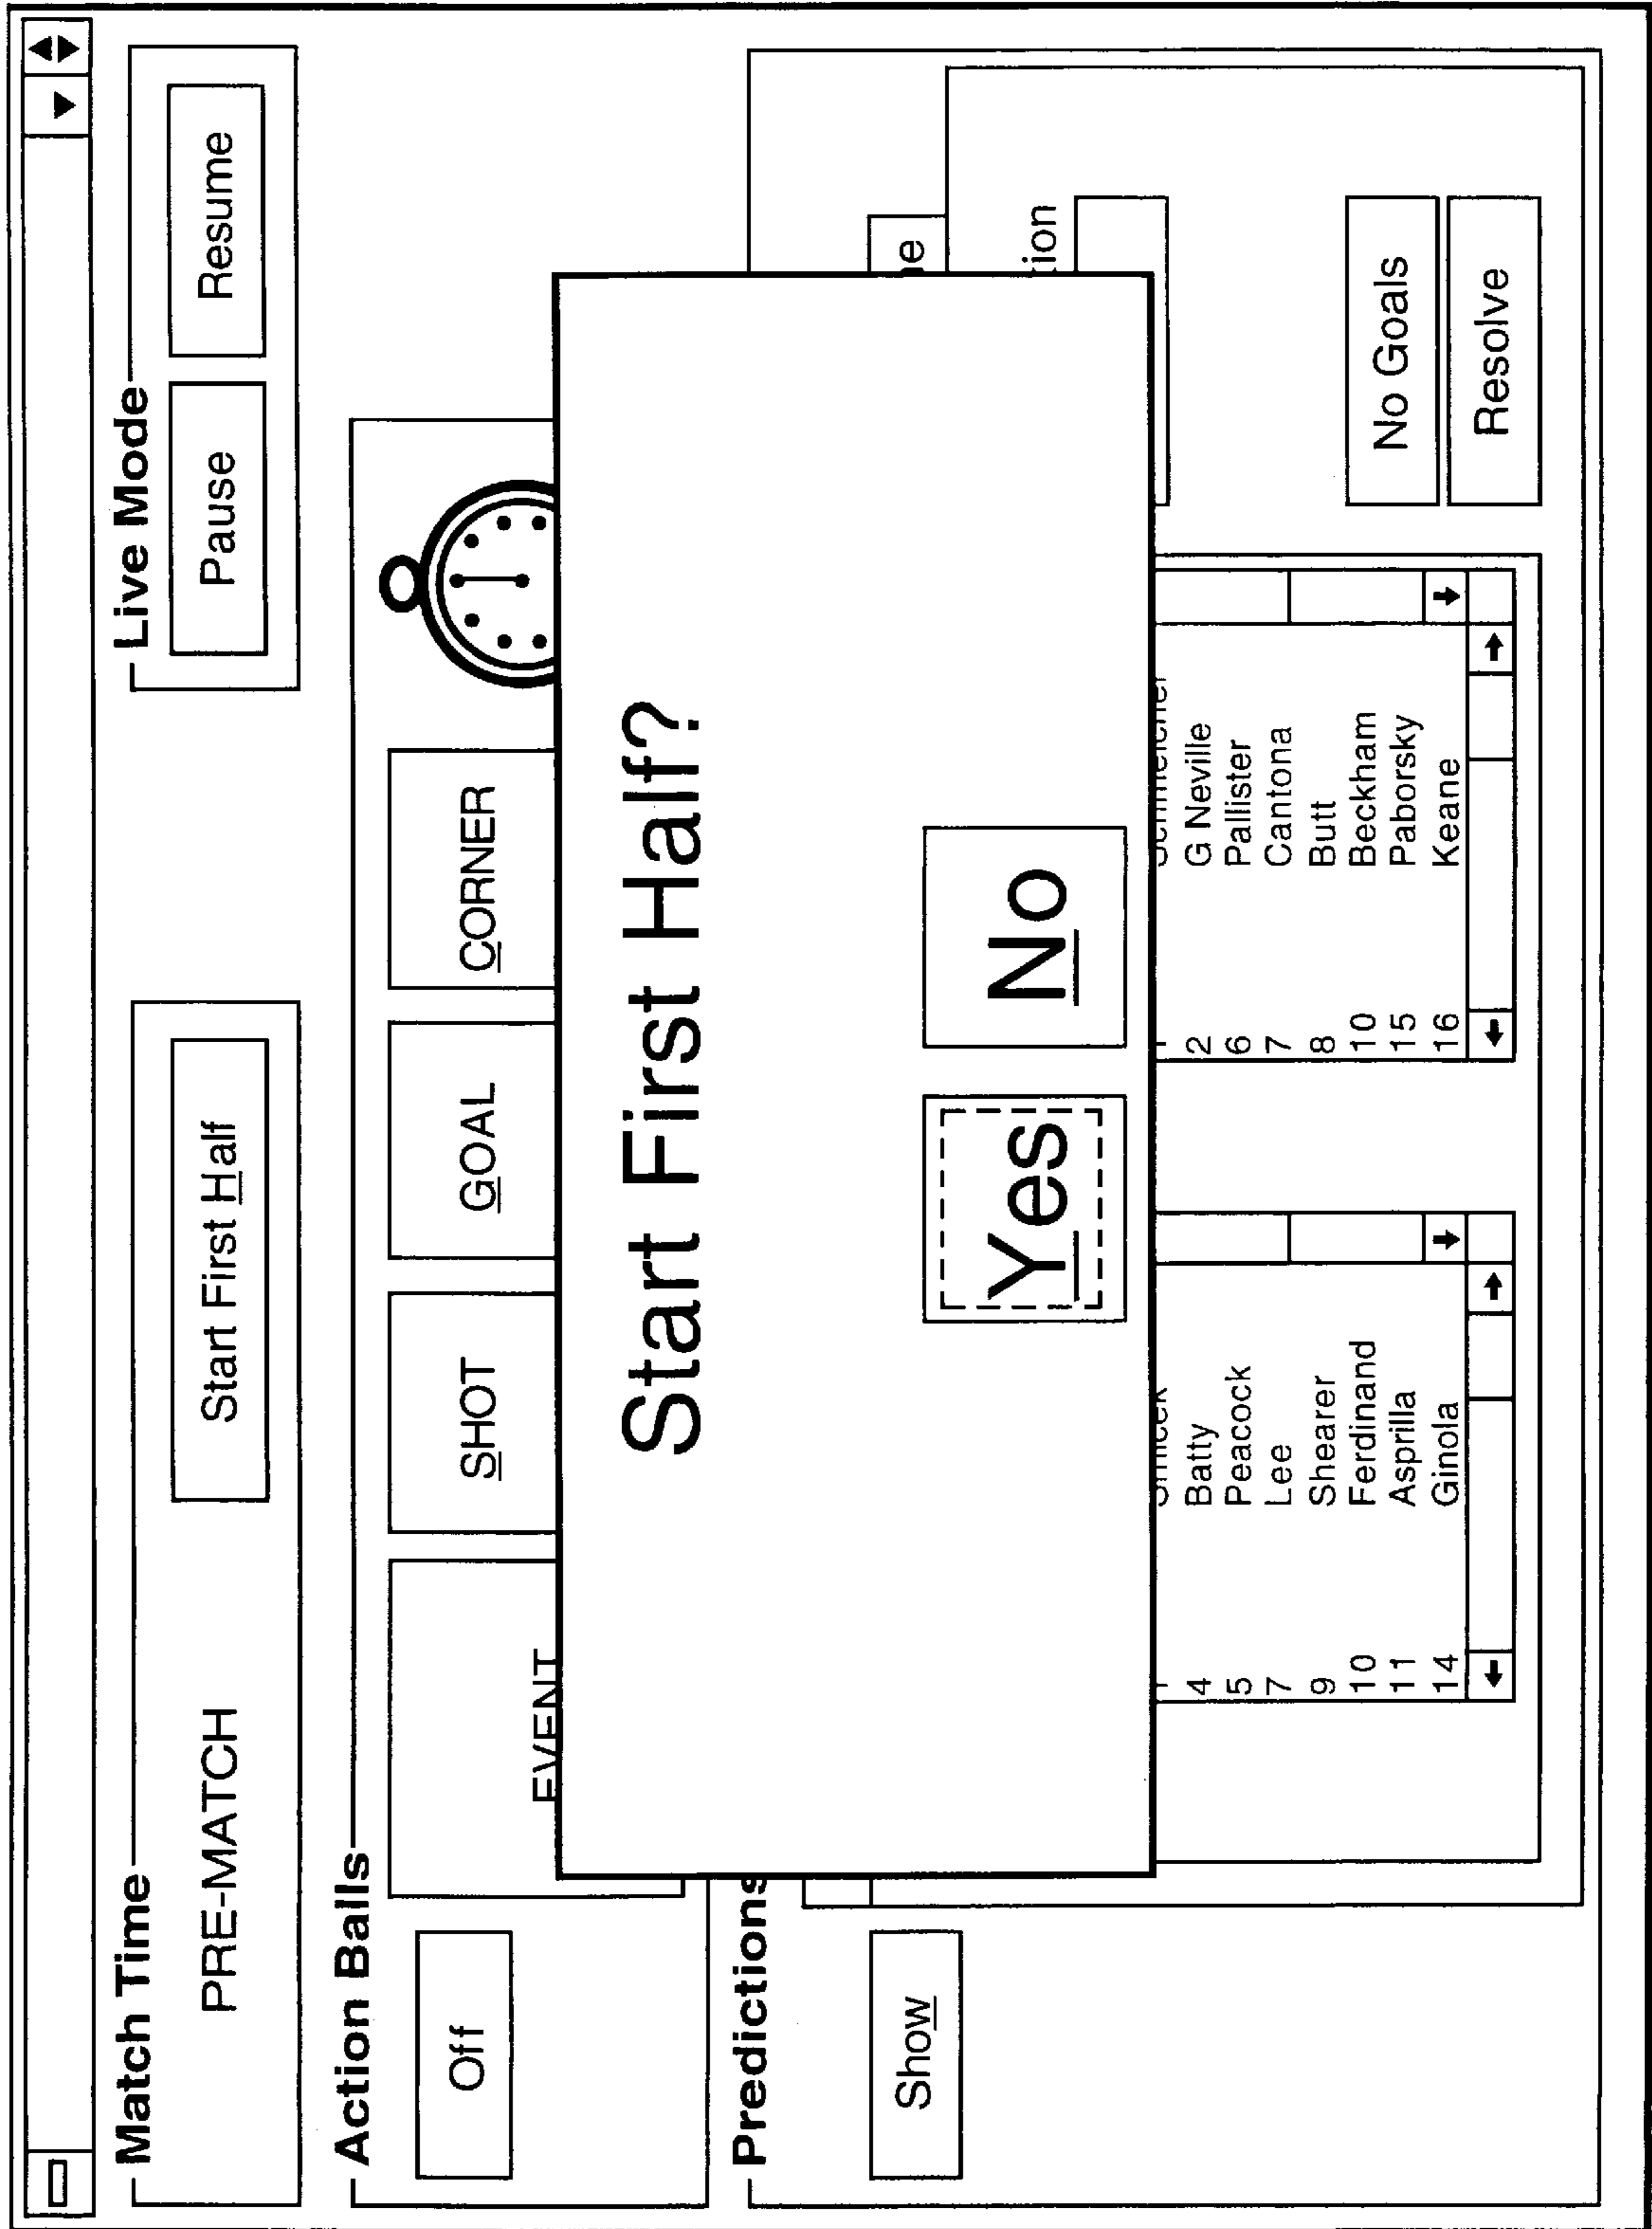 Match Time
Live Mode
PRE-MATCH
Start First Half
Pause
Resume
Action Balls
Off
EVENT
SHOT
GOAL
CORNER
Start First Half?
Yes
No
Predictions
Show
4 Batty
5 Peacock
7 Lee
9 Shearer
10 Ferdinand
11 Asprilla
14 Ginola
2 G Neville
6 Pallister
7 Cantona
8 Butt
10 Beckham
15 Paborsky
16 Keane
No Goals
Resolve